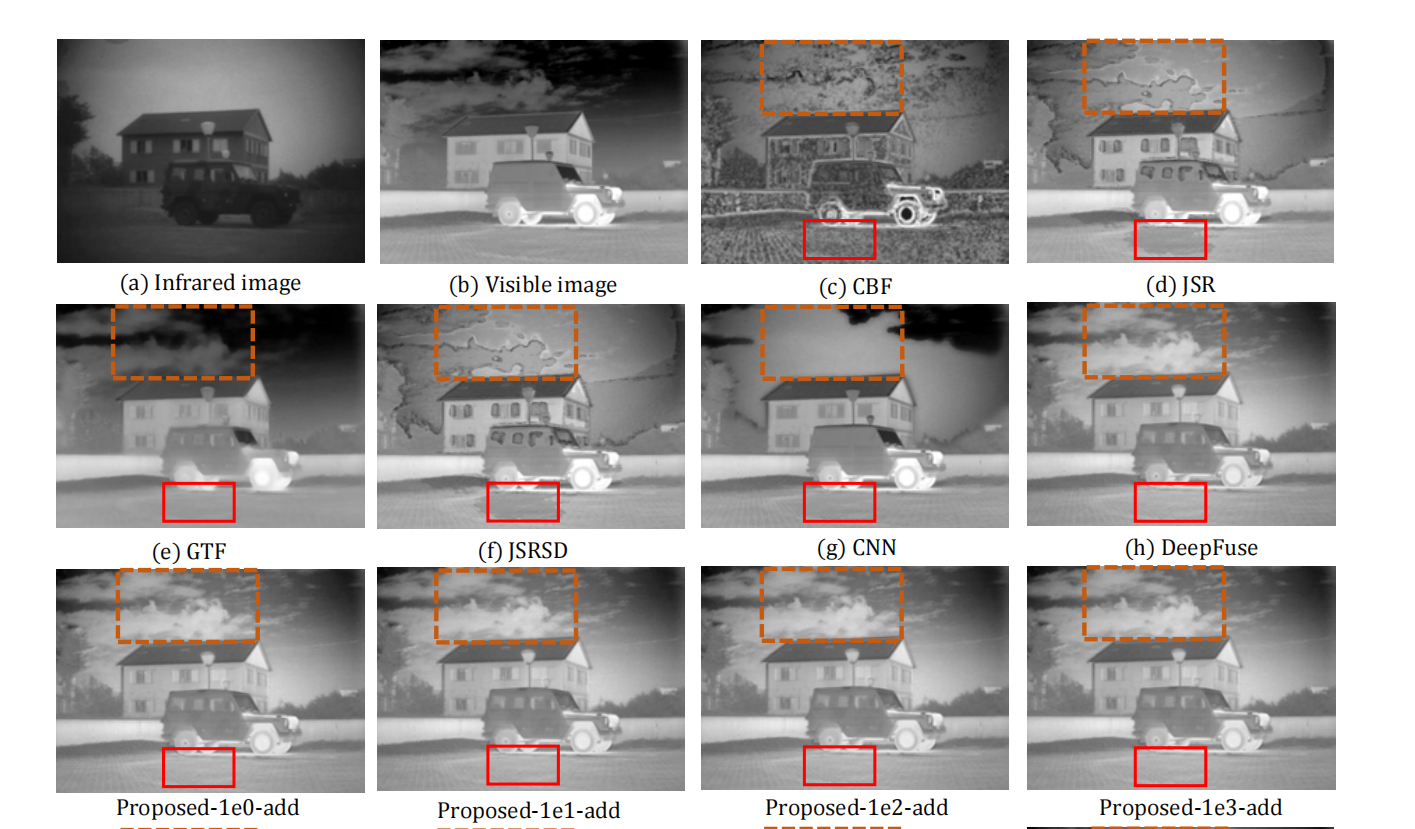 (a) Infrared image
(b) Visible image
(c) CBF
(d) JSR
(e) GTF
(f) JSRSD
(g) CNN
(h) DeepFuse
Proposed-1e0-add
Proposed-1e1-add
Proposed-1e2-add
Proposed-1e3-add